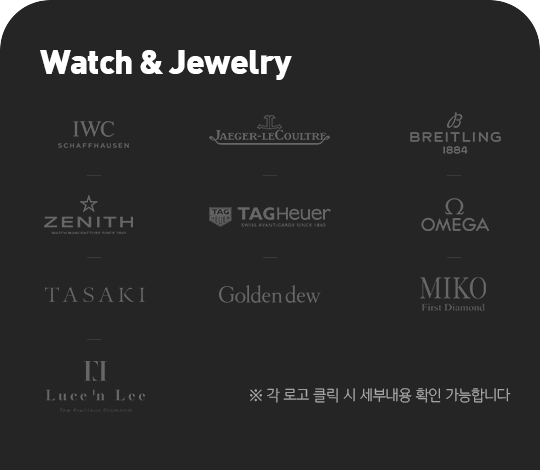 Watch & Jewelry
IWC
SCHAFFHAUSEN
JAEGER-LECOULTRE
BREITLING
1884
ZENITH
TAG
HEUER
TAGHeuer
SWISS AVANT-GARDE SINCE 1860
OMEGA
TASAKI
Golden dew
MIKO
First Diamond
Luce'n Lee
※ 각 로고 클릭 시 세부내용 확인 가능합니다